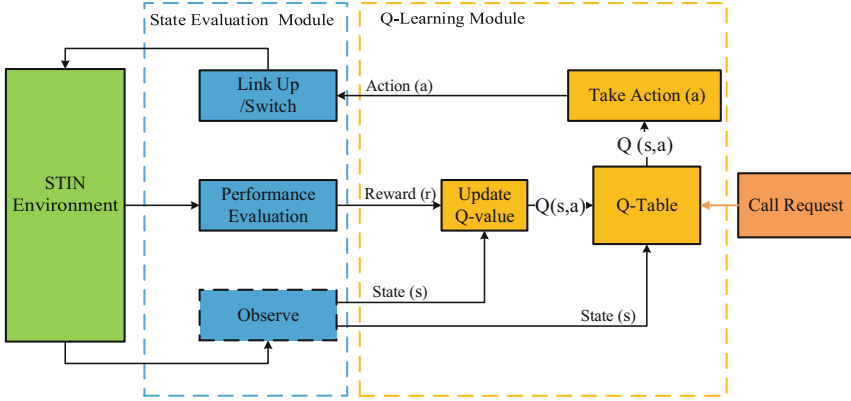 State Evaluation Module
Q-Learning Module
Link Up
/Switch
Action (a)
Take Action (a)
Q (s,a)
STIN
Environment
Performance
Evaluation
Reward (r)
Update
Q-value
Q(s,a)
Q-Table
Call Request
State (s)
Observe
State (s)